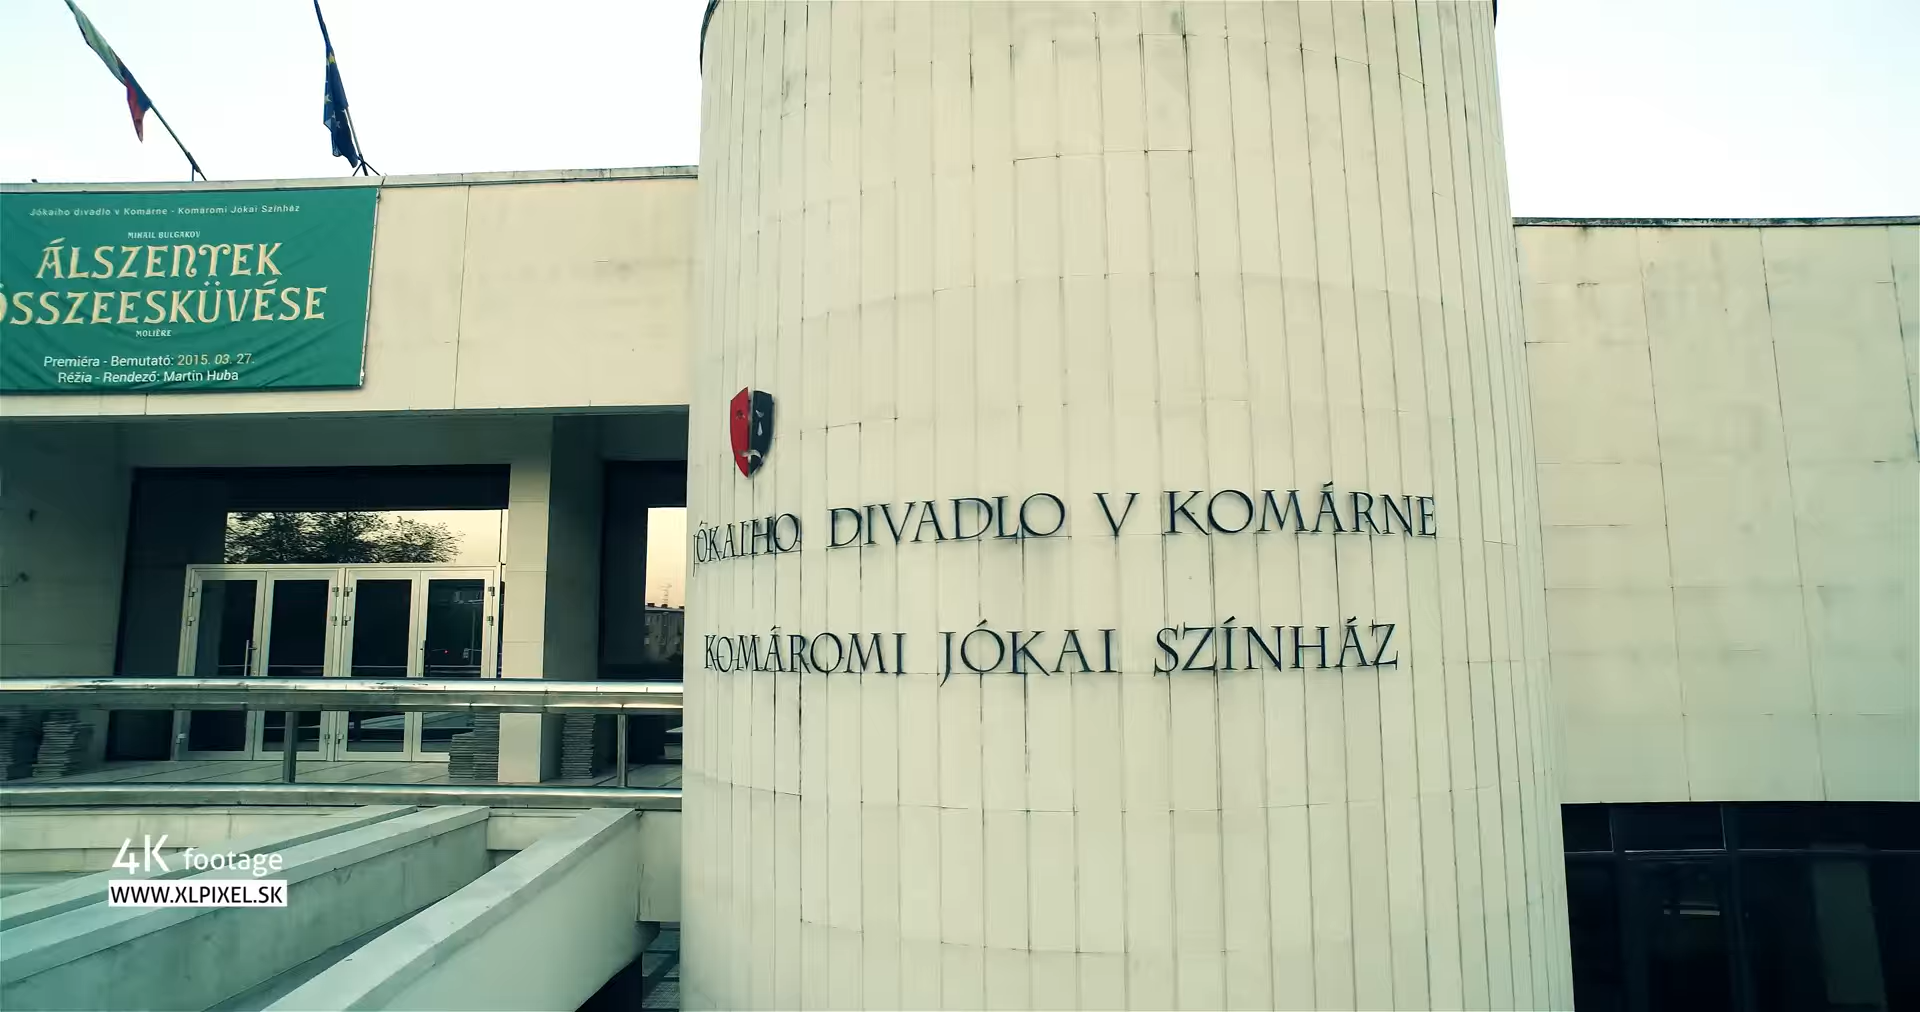 Jókaiho divadlo v Komárne - Komáromi Jókai Színház
MIHAIL BULGAKOV
ÁLSZENTEK
ÖSSZEESKÜVÉSE
MOLIÈRE
Premiéra - Bemutató: 2015. 03. 27.
Réžia - Rendező: Martin Huba
JÓKAIHO DIVADLO V KOMÁRNE
KOMÁROMI JÓKAI SZÍNHÁZ
4K footage
WWW.XLPIXEL.SK